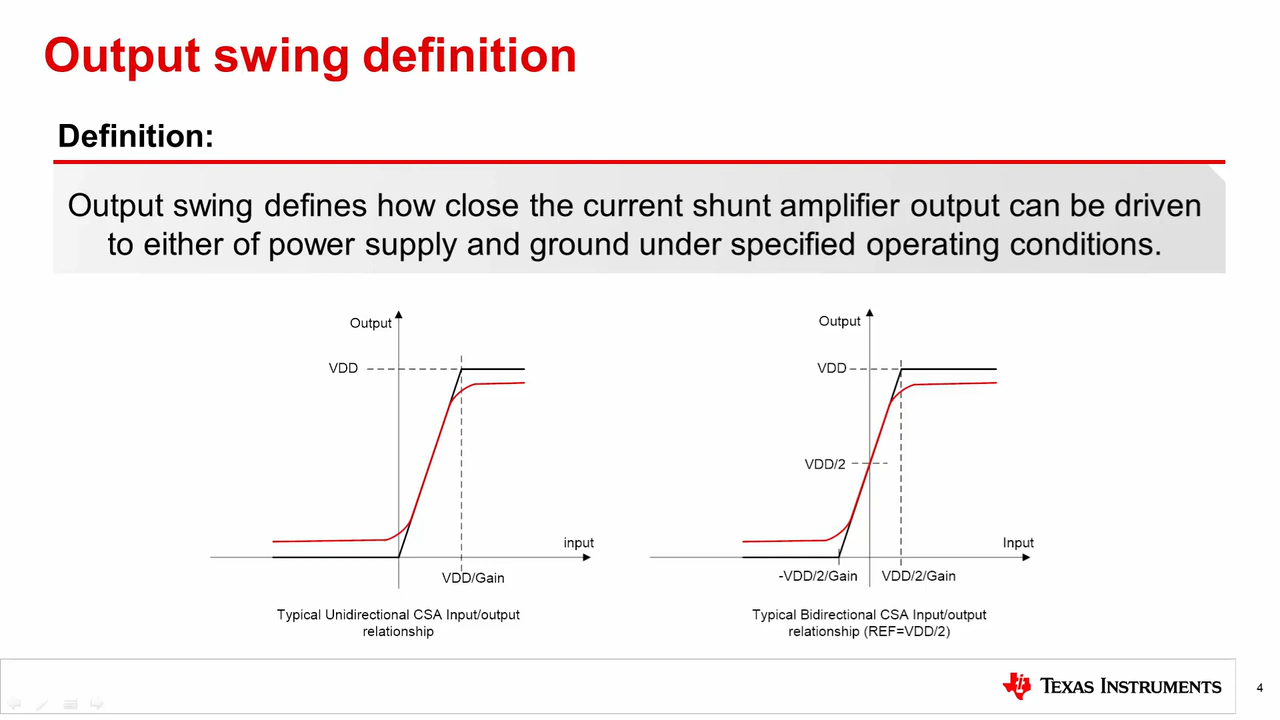 Output swing definition
Definition:
Output swing defines how close the current shunt amplifier output can be driven
to either of power supply and ground under specified operating conditions.
Output
VDD
input
VDD/Gain
Typical Unidirectional CSA Input/output
relationship
Output
VDD
VDD/2
Input
-VDD/2/Gain
VDD/2/Gain
Typical Bidirectional CSA Input/output
relationship (REF=VDD/2)
TEXAS INSTRUMENTS
4